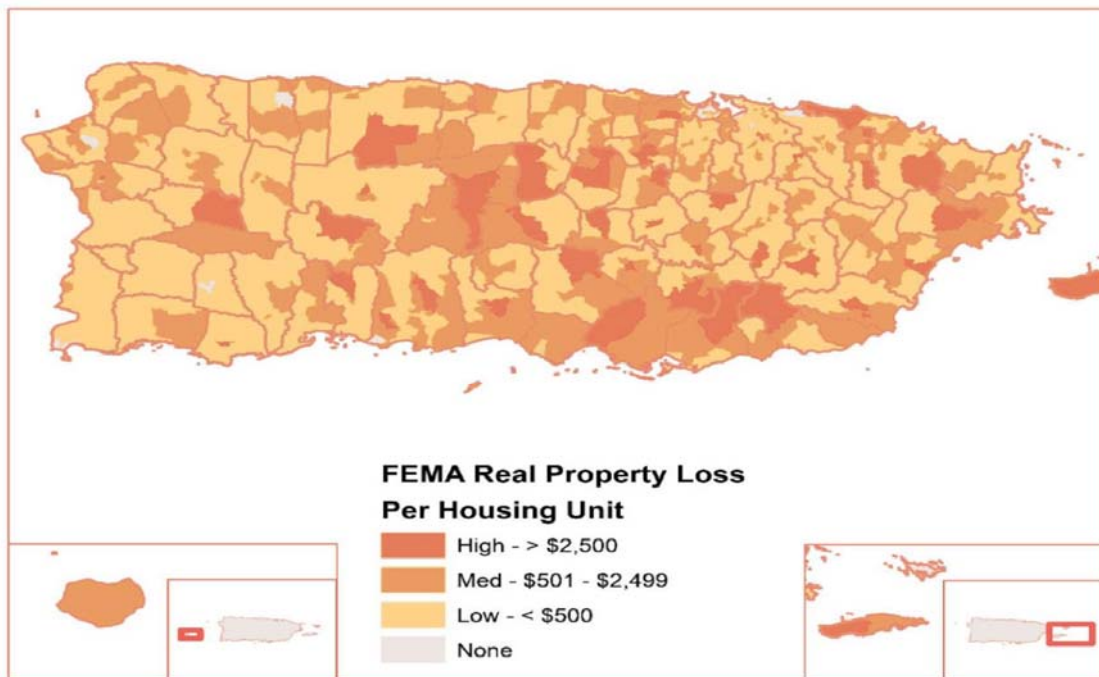 FEMA Real Property Loss
Per Housing Unit
High - > $2,500
Med - $501 - $2,499
Low - < $500
None